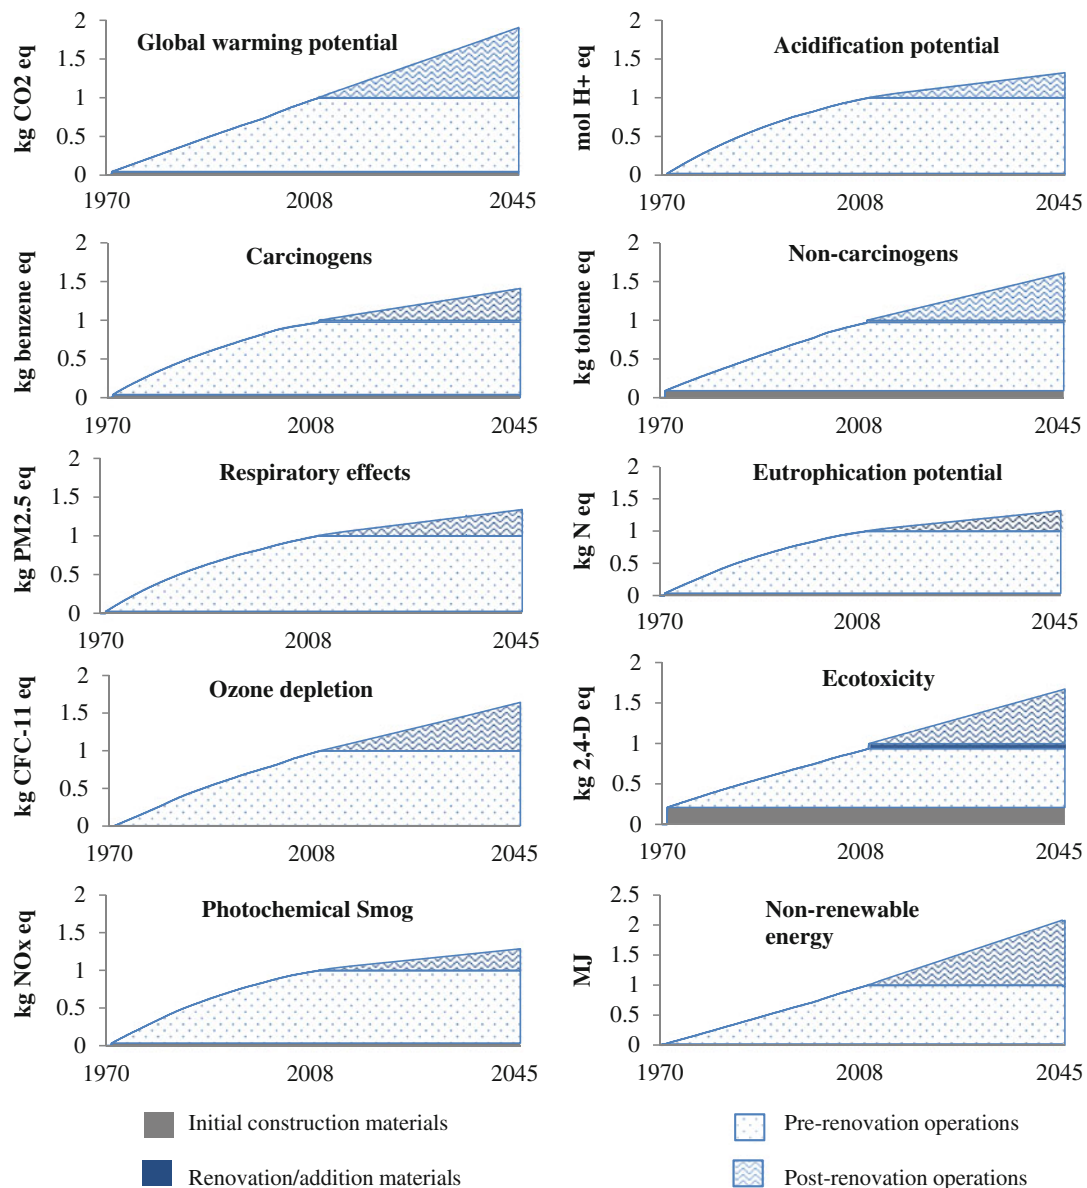 Global warming potential
kg CO2 eq
2
1.5
1
0.5
0
1970 2008 2045
Acidification potential
mol H+ eq
2
1.5
1
0.5
0
1970 2008 2045
Carcinogens
kg benzene eq
2
1.5
1
0.5
0
1970 2008 2045
Non-carcinogens
kg toluene eq
2
1.5
1
0.5
0
1970 2008 2045
Respiratory effects
kg PM2.5 eq
2
1.5
1
0.5
0
1970 2008 2045
Eutrophication potential
kg N eq
2
1.5
1
0.5
0
1970 2008 2045
Ozone depletion
kg CFC-11 eq
2
1.5
1
0.5
0
1970 2008 2045
Ecotoxicity
kg 2,4-D eq
2
1.5
1
0.5
0
1970 2008 2045
Photochemical Smog
kg NOx eq
2
1.5
1
0.5
0
1970 2008 2045
Non-renewable
energy
MJ
2.5
2
1.5
1
0.5
0
1970 2008 2045
Initial construction materials
Pre-renovation operations
Renovation/addition materials
Post-renovation operations